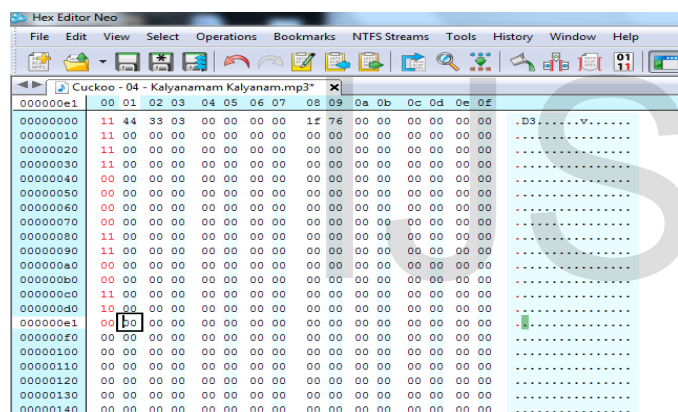 Hex Editor Neo
File Edit View Select Operations Bookmarks NTFS Streams Tools History Window Help
Cuckoo - 04 - Kalyanamam Kalyanam.mp3* x
000000e1 00 01 02 03 04 05 06 07 08 09 0a 0b 0c 0d 0e 0f
00000000 11 44 33 03 00 00 00 00 1f 76 00 00 00 00 00 00 .D3......v......
00000010 11 00 00 00 00 00 00 00 00 00 00 00 00 00 00 00 ................
00000020 11 00 00 00 00 00 00 00 00 00 00 00 00 00 00 00 ................
00000030 11 00 00 00 00 00 00 00 00 00 00 00 00 00 00 00 ................
00000040 00 00 00 00 00 00 00 00 00 00 00 00 00 00 00 00 ................
00000050 00 00 00 00 00 00 00 00 00 00 00 00 00 00 00 00 ................
00000060 00 00 00 00 00 00 00 00 00 00 00 00 00 00 00 00 ................
00000070 00 00 00 00 00 00 00 00 00 00 00 00 00 00 00 00 ................
00000080 11 00 00 00 00 00 00 00 00 00 00 00 00 00 00 00 ................
00000090 11 00 00 00 00 00 00 00 00 00 00 00 00 00 00 00 ................
000000a0 00 00 00 00 00 00 00 00 00 00 00 00 00 00 00 00 ................
000000b0 00 00 00 00 00 00 00 00 00 00 00 00 00 00 00 00 ................
000000c0 11 00 00 00 00 00 00 00 00 00 00 00 00 00 00 00 ................
000000d0 10 00 00 00 00 00 00 00 00 00 00 00 00 00 00 00 ................
000000e1 00 00 00 00 00 00 00 00 00 00 00 00 00 00 00 00 ................
000000f0 00 00 00 00 00 00 00 00 00 00 00 00 00 00 00 00 ................
00000100 00 00 00 00 00 00 00 00 00 00 00 00 00 00 00 00 ................
00000110 00 00 00 00 00 00 00 00 00 00 00 00 00 00 00 00 ................
00000120 00 00 00 00 00 00 00 00 00 00 00 00 00 00 00 00 ................
00000130 00 00 00 00 00 00 00 00 00 00 00 00 00 00 00 00 ................
00000140 00 00 00 00 00 00 00 00 00 00 00 00 00 00 00 00 ................
IJS